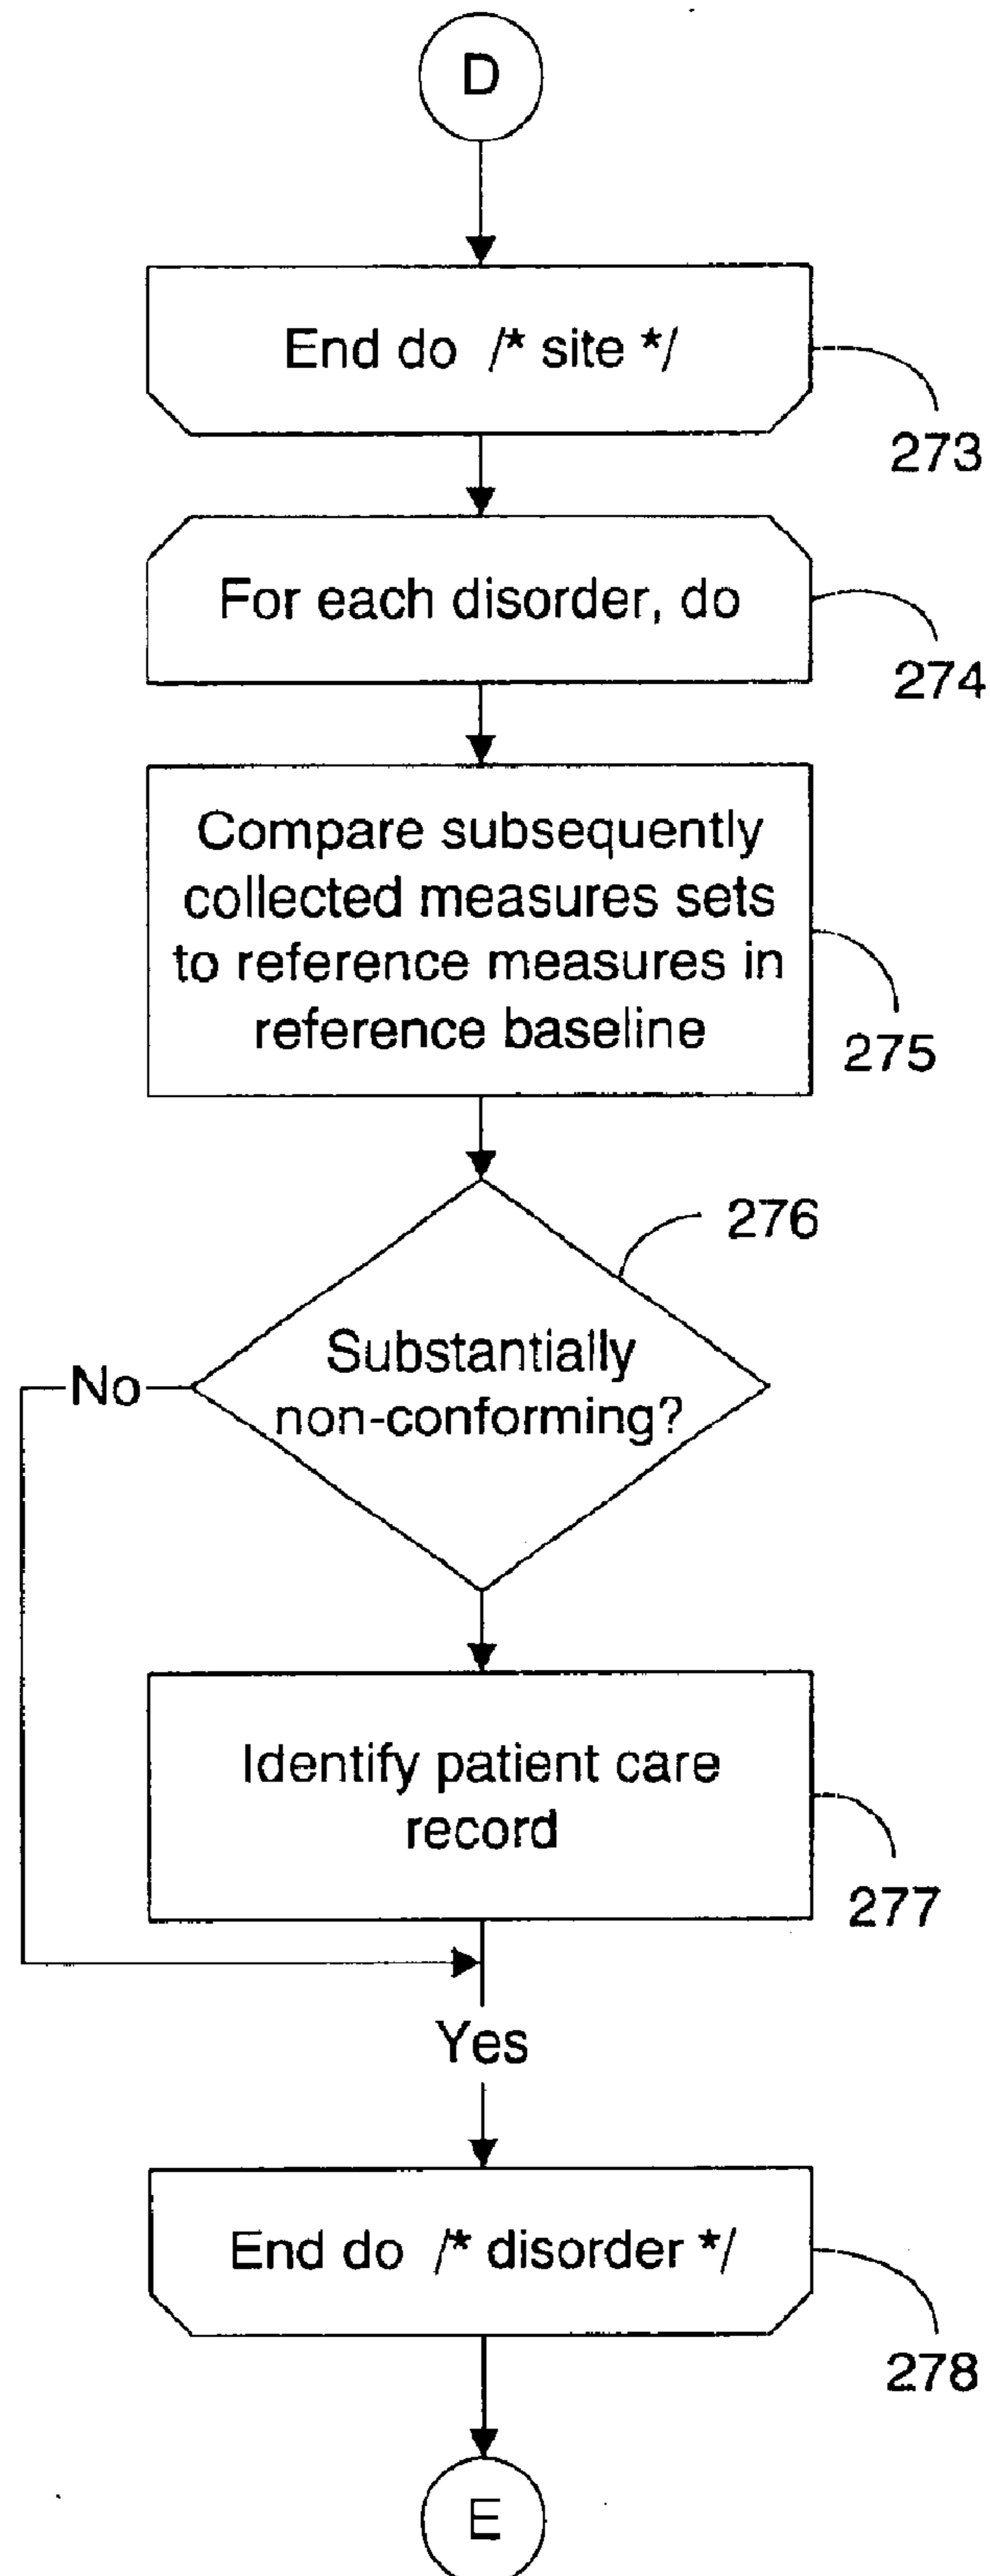 D
End do /* site */
273
For each disorder, do
274
Compare subsequently
collected measures sets
to reference measures in
reference baseline
275
276
Substantially
non-conforming?
No
Identify patient care
record
277
Yes
End do /* disorder */
278
E